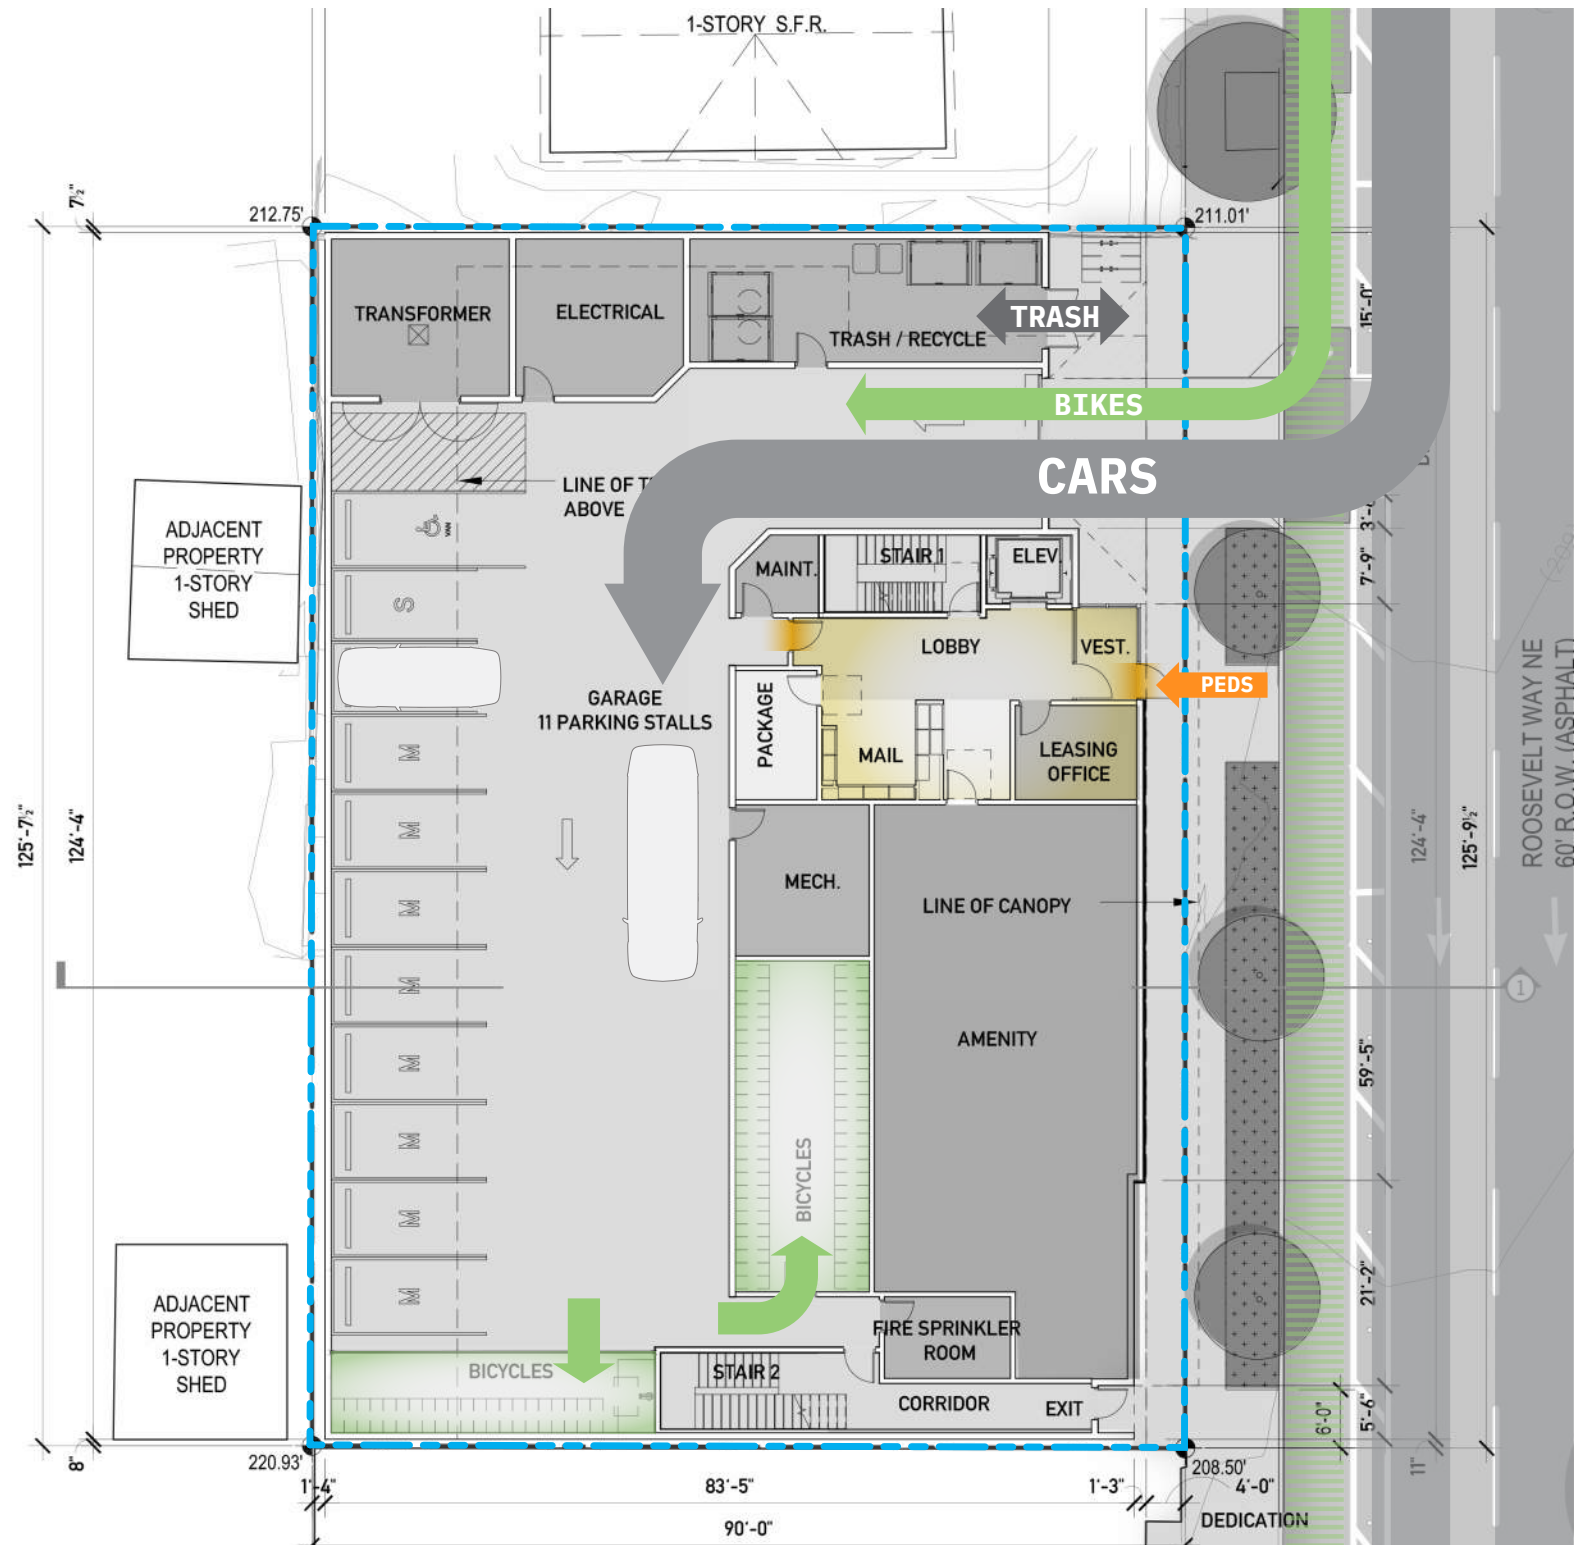 1-STORY S.F.R.
7½"
212.75'
211.01'
TRANSFORMER
ELECTRICAL
TRASH / RECYCLE
TRASH
15'-0"
BIKES
CARS
LINE OF
ABOVE
VAN
3'-
ADJACENT
PROPERTY
1-STORY
SHED
S
MAINT.
STAIR 1
ELEV.
7'-9"
LOBBY
VEST.
PEDS
GARAGE
11 PARKING STALLS
PACKAGE
MAIL
LEASING
OFFICE
ROOSEVELT WAY NE
60' R.O.W. (ASPHALT)
M
M
M
M
M
M
M
M
125'-7½"
124'-4"
124'-4"
125'-9½"
MECH.
LINE OF CANOPY
1
AMENITY
59'-5"
BICYCLES
21'-2"
ADJACENT
PROPERTY
1-STORY
SHED
FIRE SPRINKLER
ROOM
BICYCLES
STAIR 2
CORRIDOR
EXIT
6'-0"
5'-6"
8"
220.93'
208.50'
11"
1'-4"
83'-5"
1'-3"
4'-0"
DEDICATION
90'-0"